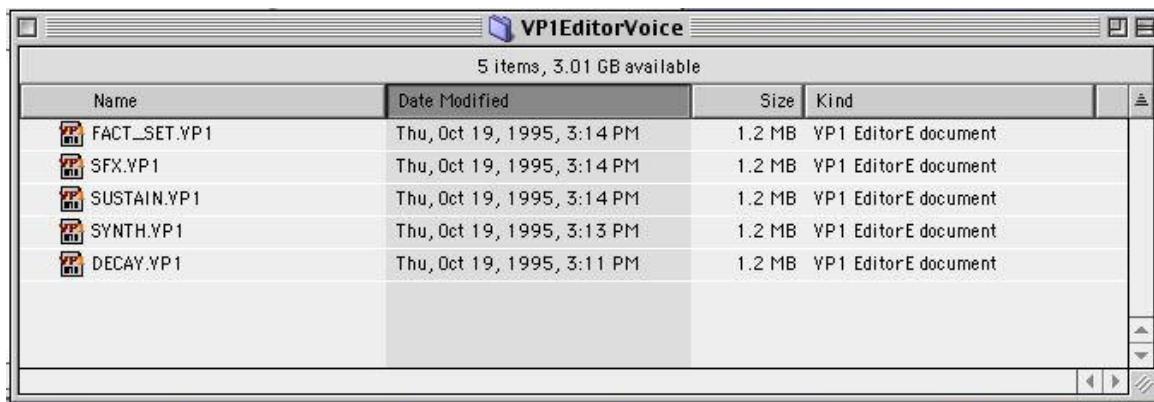 VP1EditorVoice
5 items, 3.01 GB available
Name Date Modified Size Kind
FACT_SET.VP1 Thu, Oct 19, 1995, 3:14 PM 1.2 MB VP1 EditorE document
SFX.VP1 Thu, Oct 19, 1995, 3:14 PM 1.2 MB VP1 EditorE document
SUSTAIN.VP1 Thu, Oct 19, 1995, 3:14 PM 1.2 MB VP1 EditorE document
SYNTH.VP1 Thu, Oct 19, 1995, 3:13 PM 1.2 MB VP1 EditorE document
DECAY.VP1 Thu, Oct 19, 1995, 3:11 PM 1.2 MB VP1 EditorE document